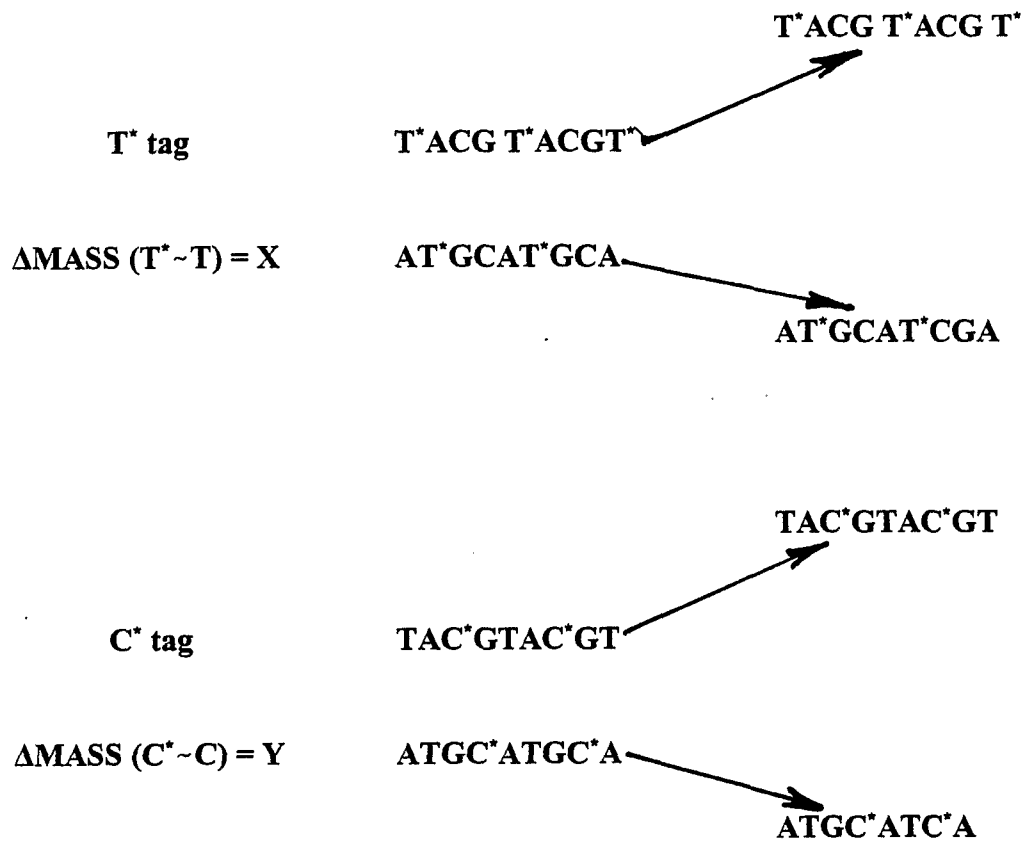 T*ACG T*ACG T*
T* tag T*ACG T*ACGT*
ΔMASS (T*~T) = X AT*GCAT*GCA
AT*GCAT*CGA
TAC*GTAC*GT
C* tag TAC*GTAC*GT
ΔMASS (C*~C) = Y ATGC*ATGC*A
ATGC*ATC*A